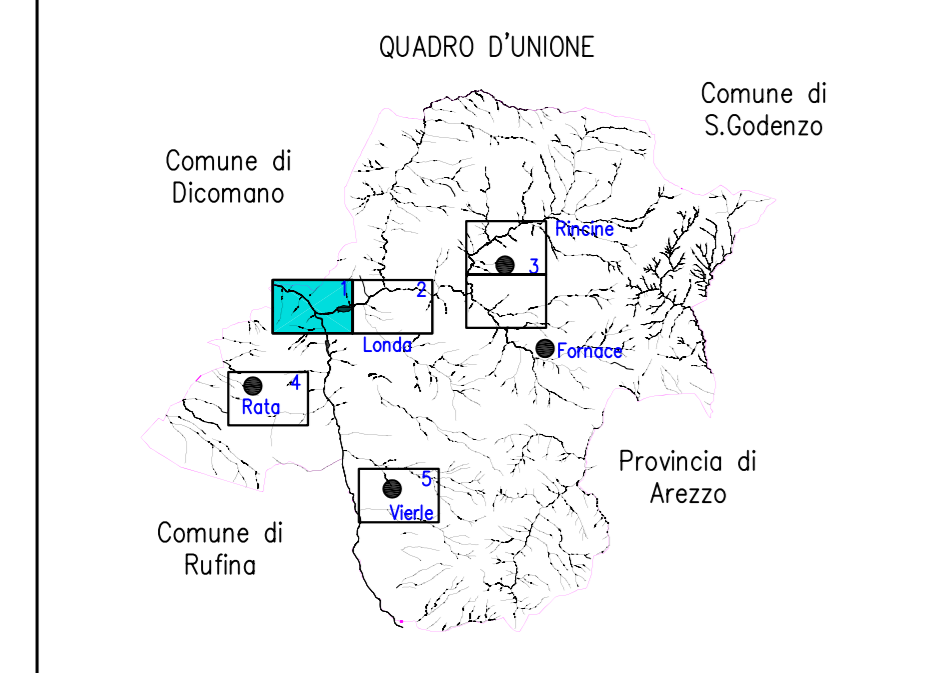 QUADRO D'UNIONE
Comune di
S.Godenzo
Comune di
Dicomano
Rincine
3
1
2
Londa
Fornace
4
Rata
Provincia di
Arezzo
5
Vierle
Comune di
Rufina